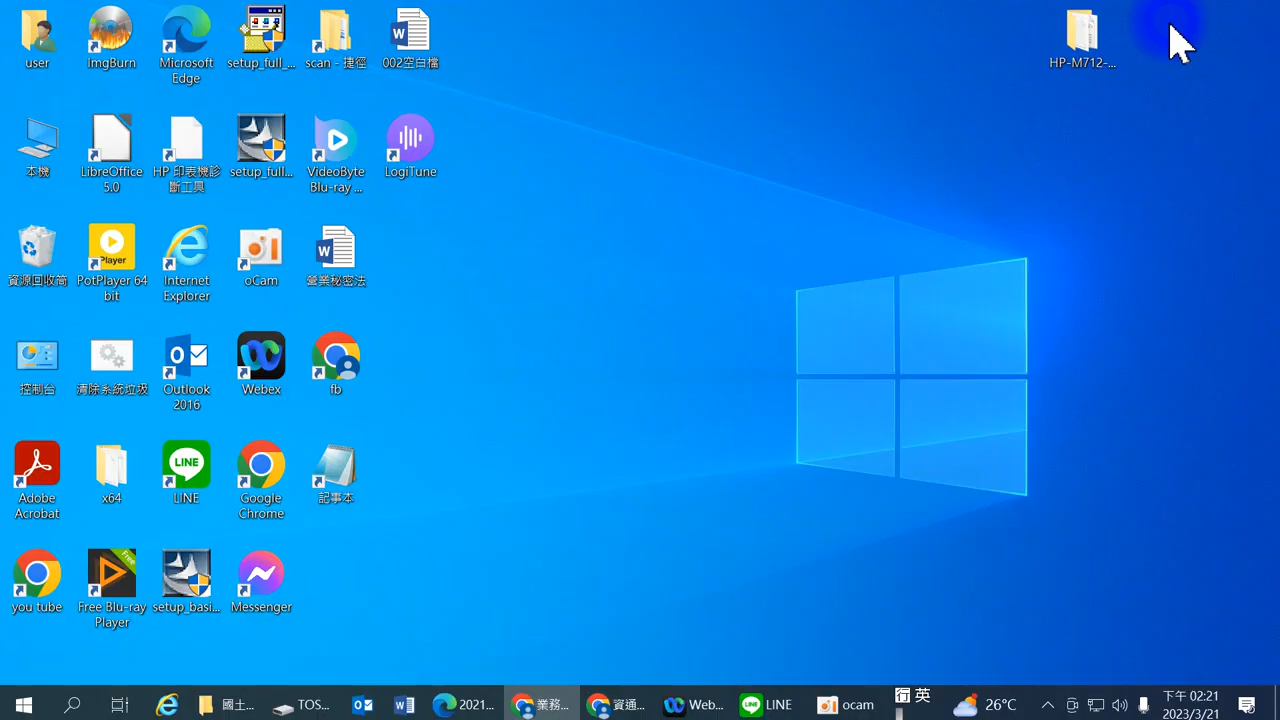 user
ImgBurn
Microsoft
Edge
setup_full_...
scan - 捷徑
002空白檔
HP-M712-...
本機
LibreOffice
5.0
HP 印表機診
斷工具
setup_full...
VideoByte
Blu-ray ...
LogiTune
資源回收筒
Player
PotPlayer 64
bit
Internet
Explorer
oCam
營業秘密法
控制台
清除系統垃圾
Outlook
2016
Webex
fb
Adobe
Acrobat
x64
LINE
LINE
Google
Chrome
記事本
you tube
Free
Free Blu-ray
Player
setup_basi...
Messenger
國土...
TOS...
2021...
業務...
資通...
Web...
LINE
ocam
行 英
26°C
下午 02:21
2023/3/21